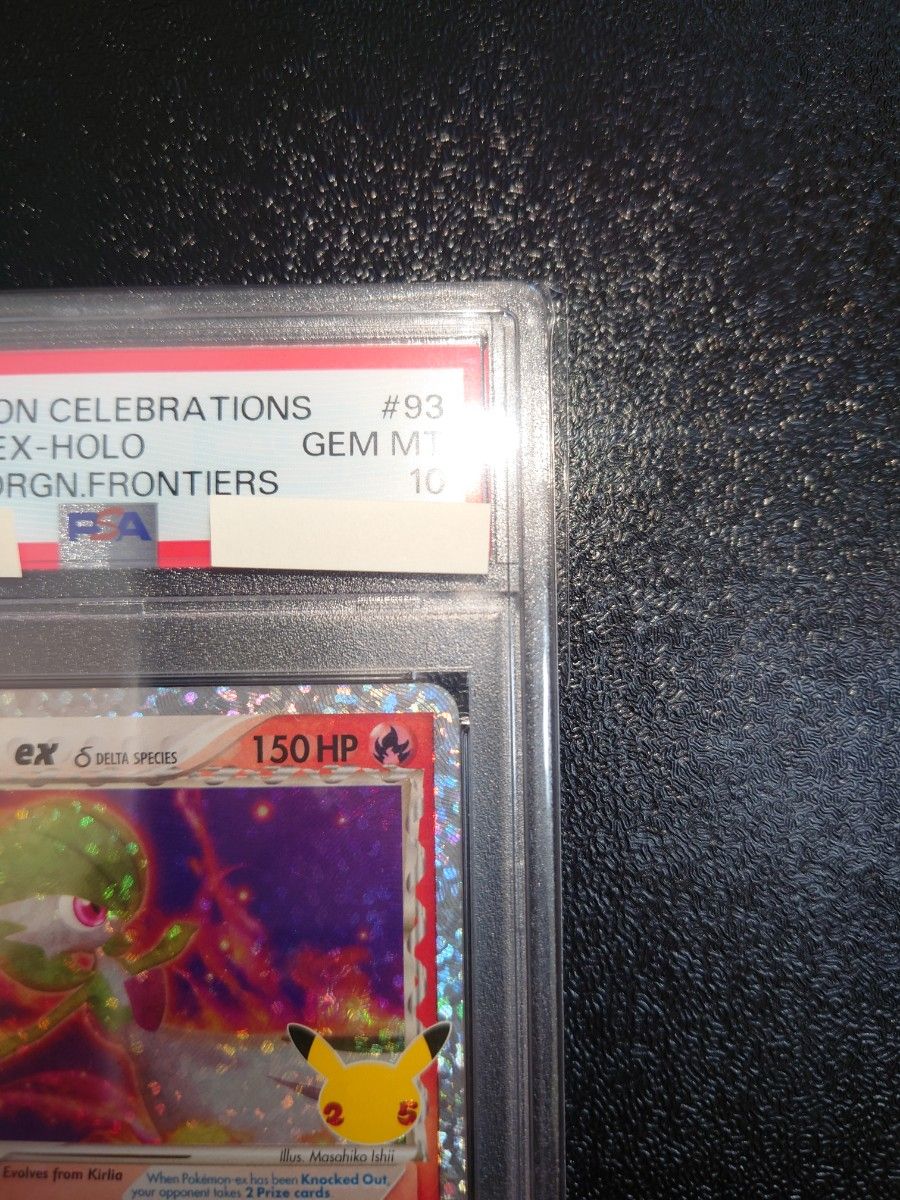 ON CELEBRATIONS #93
EX-HOLO GEM MT
ORGN.FRONTIERS 10
PSA
ex δ DELTA SPECIES 150 HP
25
Illus. Masahiko Ishii
Evolves from Kirlia
When Pokémon-ex has been Knocked Out,
your opponent takes 2 Prize cards.